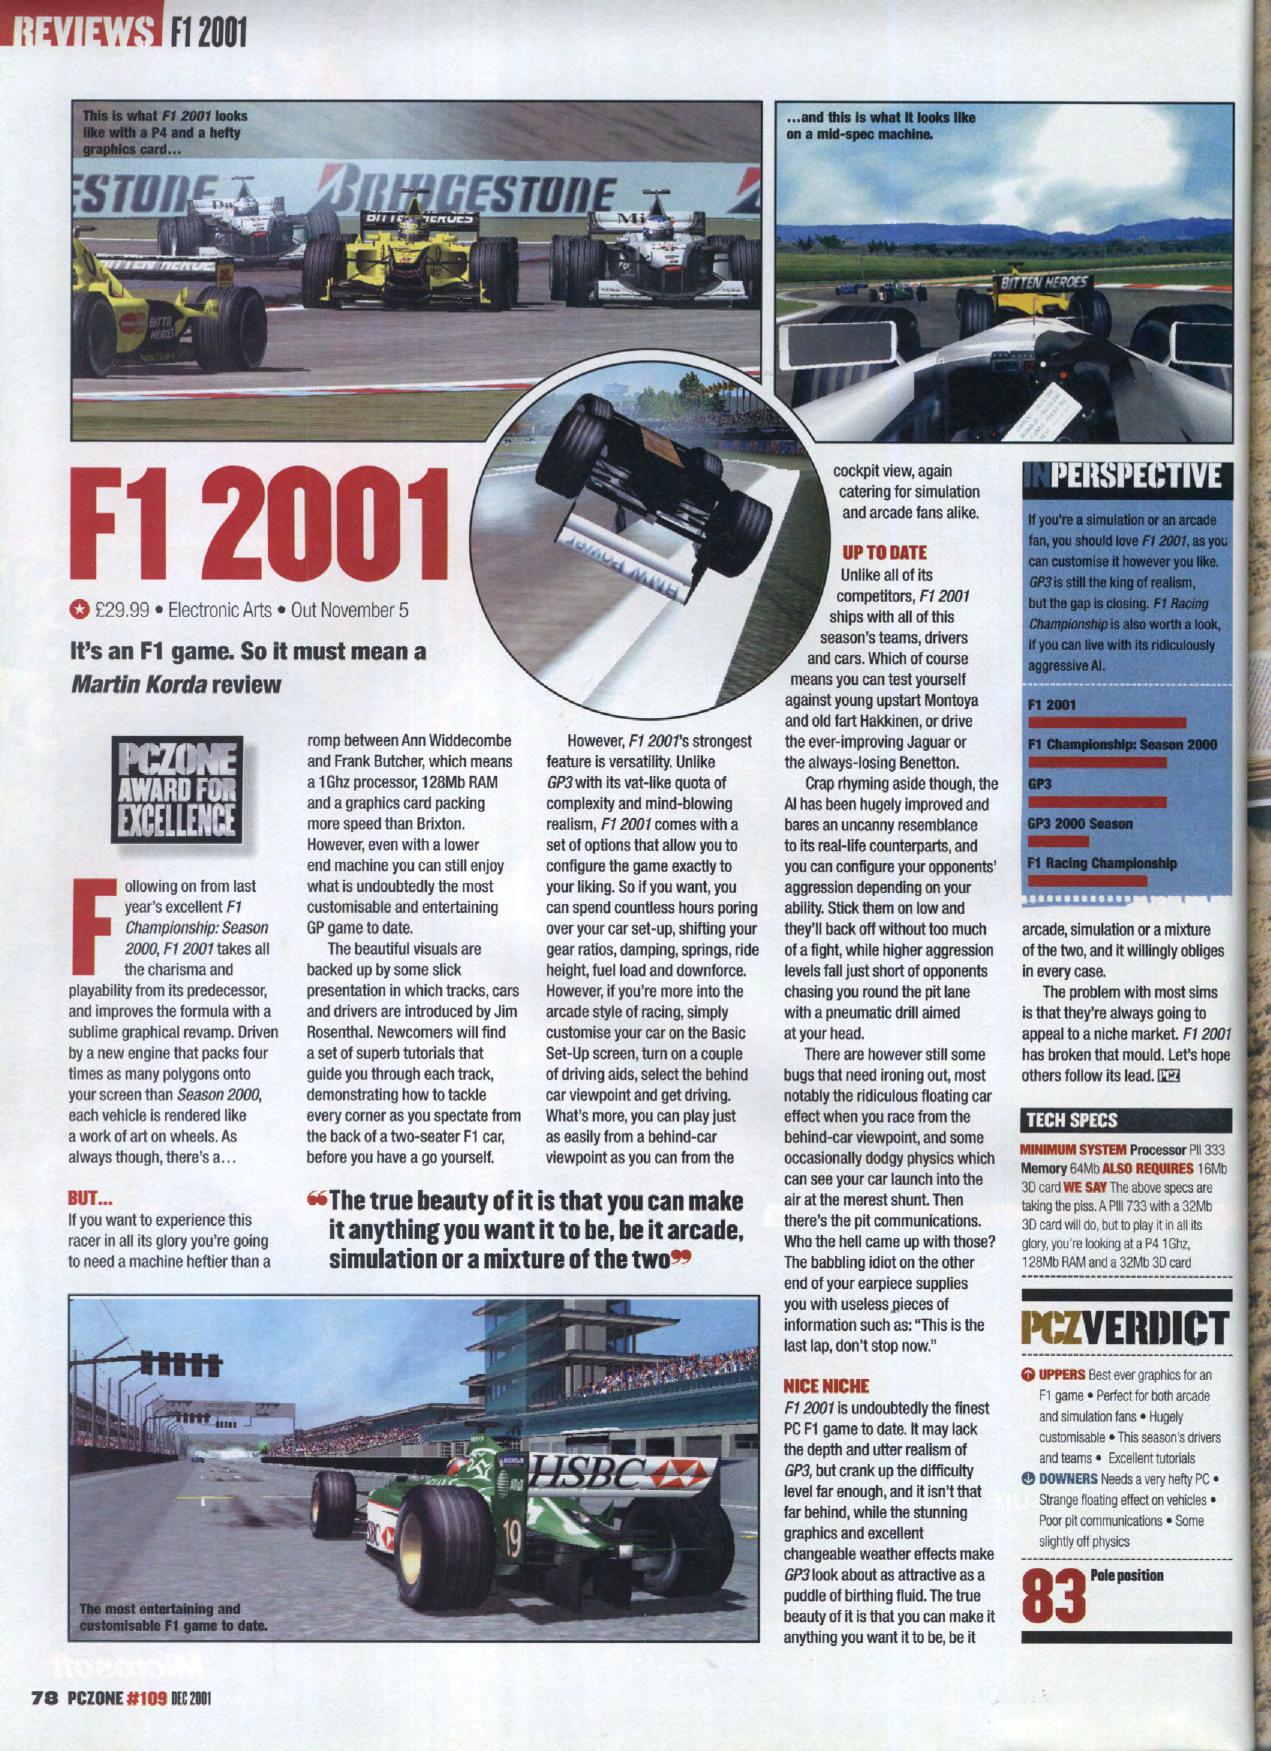 REVIEWS F1 2001
This is what F1 2001 looks
like with a P4 and a hefty
graphics card...
...and this is what it looks like
on a mid-spec machine.
ESTONE BRIDGESTONE
BITTEN HEROES
BITTEN HEROES
BITTEN HEROES
BMW Power
F1 2001
£29.99 • Electronic Arts • Out November 5
It's an F1 game. So it must mean a
Martin Korda review
PCZONE
AWARD FOR
EXCELLENCE
Following on from last
year's excellent F1
Championship: Season
2000, F1 2001 takes all
the charisma and
playability from its predecessor,
and improves the formula with a
sublime graphical revamp. Driven
by a new engine that packs four
times as many polygons onto
your screen than Season 2000,
each vehicle is rendered like
a work of art on wheels. As
always though, there's a...
BUT...
If you want to experience this
racer in all its glory you're going
to need a machine heftier than a
romp between Ann Widdecombe
and Frank Butcher, which means
a 1Ghz processor, 128Mb RAM
and a graphics card packing
more speed than Brixton.
However, even with a lower
end machine you can still enjoy
what is undoubtedly the most
customisable and entertaining
GP game to date.
The beautiful visuals are
backed up by some slick
presentation in which tracks, cars
and drivers are introduced by Jim
Rosenthal. Newcomers will find
a set of superb tutorials that
guide you through each track,
demonstrating how to tackle
every corner as you spectate from
the back of a two-seater F1 car,
before you have a go yourself.
However, F1 2001's strongest
feature is versatility. Unlike
GP3 with its vat-like quota of
complexity and mind-blowing
realism, F1 2001 comes with a
set of options that allow you to
configure the game exactly to
your liking. So if you want, you
can spend countless hours poring
over your car set-up, shifting your
gear ratios, damping, springs, ride
height, fuel load and downforce.
However, if you're more into the
arcade style of racing, simply
customise your car on the Basic
Set-Up screen, turn on a couple
of driving aids, select the behind
car viewpoint and get driving.
What's more, you can play just
as easily from a behind-car
viewpoint as you can from the
“The true beauty of it is that you can make
it anything you want it to be, be it arcade,
simulation or a mixture of the two”
HSBC
19
The most entertaining and
customisable F1 game to date.
cockpit view, again
catering for simulation
and arcade fans alike.
UP TO DATE
Unlike all of its
competitors, F1 2001
ships with all of this
season's teams, drivers
and cars. Which of course
means you can test yourself
against young upstart Montoya
and old fart Hakkinen, or drive
the ever-improving Jaguar or
the always-losing Benetton.
Crap rhyming aside though, the
AI has been hugely improved and
bares an uncanny resemblance
to its real-life counterparts, and
you can configure your opponents'
aggression depending on your
ability. Stick them on low and
they'll back off without too much
of a fight, while higher aggression
levels fall just short of opponents
chasing you round the pit lane
with a pneumatic drill aimed
at your head.
There are however still some
bugs that need ironing out, most
notably the ridiculous floating car
effect when you race from the
behind-car viewpoint, and some
occasionally dodgy physics which
can see your car launch into the
air at the merest shunt. Then
there's the pit communications.
Who the hell came up with those?
The babbling idiot on the other
end of your earpiece supplies
you with useless pieces of
information such as: “This is the
last lap, don't stop now.”
NICE NICHE
F1 2001 is undoubtedly the finest
PC F1 game to date. It may lack
the depth and utter realism of
GP3, but crank up the difficulty
level far enough, and it isn't that
far behind, while the stunning
graphics and excellent
changeable weather effects make
GP3 look about as attractive as a
puddle of birthing fluid. The true
beauty of it is that you can make it
anything you want it to be, be it
INPERSPECTIVE
If you're a simulation or an arcade
fan, you should love F1 2001, as you
can customise it however you like.
GP3 is still the king of realism,
but the gap is closing. F1 Racing
Championship is also worth a look,
if you can live with its ridiculously
aggressive AI.
F1 2001
F1 Championship: Season 2000
GP3
GP3 2000 Season
F1 Racing Championship
arcade, simulation or a mixture
of the two, and it willingly obliges
in every case.
The problem with most sims
is that they're always going to
appeal to a niche market. F1 2001
has broken that mould. Let's hope
others follow its lead. PCZ
TECH SPECS
MINIMUM SYSTEM Processor PII 333
Memory 64Mb ALSO REQUIRES 16Mb
3D card WE SAY The above specs are
taking the piss. A PIII 733 with a 32Mb
3D card will do, but to play it in all its
glory, you're looking at a P4 1Ghz,
128Mb RAM and a 32Mb 3D card
PCZVERDICT
UPPERS Best ever graphics for an
F1 game • Perfect for both arcade
and simulation fans • Hugely
customisable • This season's drivers
and teams • Excellent tutorials
DOWNERS Needs a very hefty PC •
Strange floating effect on vehicles •
Poor pit communications • Some
slightly off physics
83 Pole position
78 PCZONE #109 DEC 2001